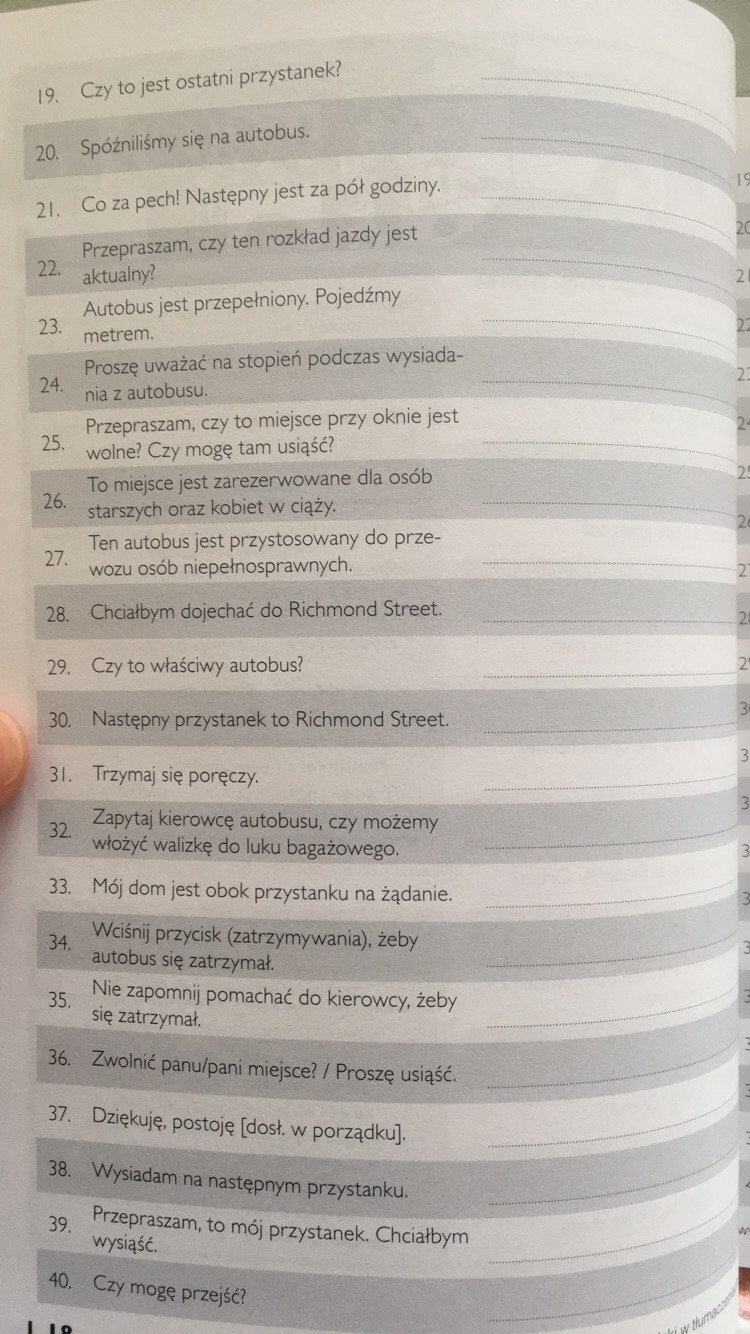 19. Czy to jest ostatni przystanek?
20. Spóźniliśmy się na autobus.
21. Co za pech! Następny jest za pół godziny.
22. Przepraszam, czy ten rozkład jazdy jest
aktualny?
23. Autobus jest przepełniony. Pojedźmy
metrem.
24. Proszę uważać na stopień podczas wysiada-
nia z autobusu.
25. Przepraszam, czy to miejsce przy oknie jest
wolne? Czy mogę tam usiąść?
26. To miejsce jest zarezerwowane dla osób
starszych oraz kobiet w ciąży.
27. Ten autobus jest przystosowany do prze-
wozu osób niepełnosprawnych.
28. Chciałbym dojechać do Richmond Street.
29. Czy to właściwy autobus?
30. Następny przystanek to Richmond Street.
31. Trzymaj się poręczy.
32. Zapytaj kierowcę autobusu, czy możemy
włożyć walizkę do luku bagażowego.
33. Mój dom jest obok przystanku na żądanie.
34. Wciśnij przycisk (zatrzymywania), żeby
autobus się zatrzymał.
35. Nie zapomnij pomachać do kierowcy, żeby
się zatrzymał.
36. Zwolnić panu/pani miejsce? / Proszę usiąść.
37. Dziękuję, postoję [dosł. w porządku].
38. Wysiadam na następnym przystanku.
39. Przepraszam, to mój przystanek. Chciałbym
wysiąść.
40. Czy mogę przejść?
19
20
21
22